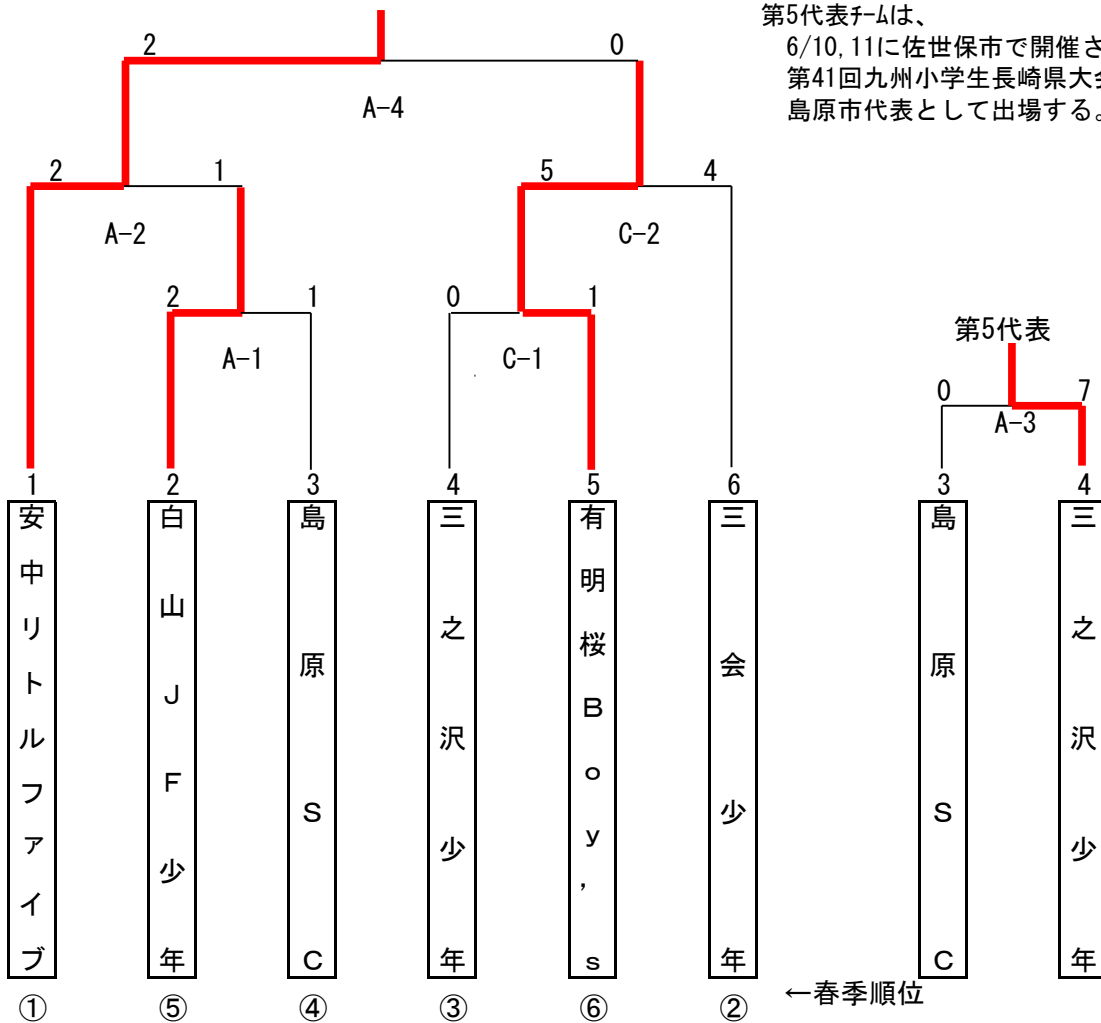 第5代表ﾁｰﾑは、
6/10,11に佐世保市で開催さ
第41回九州小学生長崎県大会
島原市代表として出場する。
2 0
A-4
2 1 5 4
A-2 C-2
2 1 0 1
A-1 C-1
第5代表
0 7
A-3
1 2 3 4 5 6 3 4
安中リトルファイブ
白山JF少年
島原SC
三之沢少年
有明桜Boy's
三会少年
島原SC
三之沢少年
① ⑤ ④ ③ ⑥ ② ←春季順位